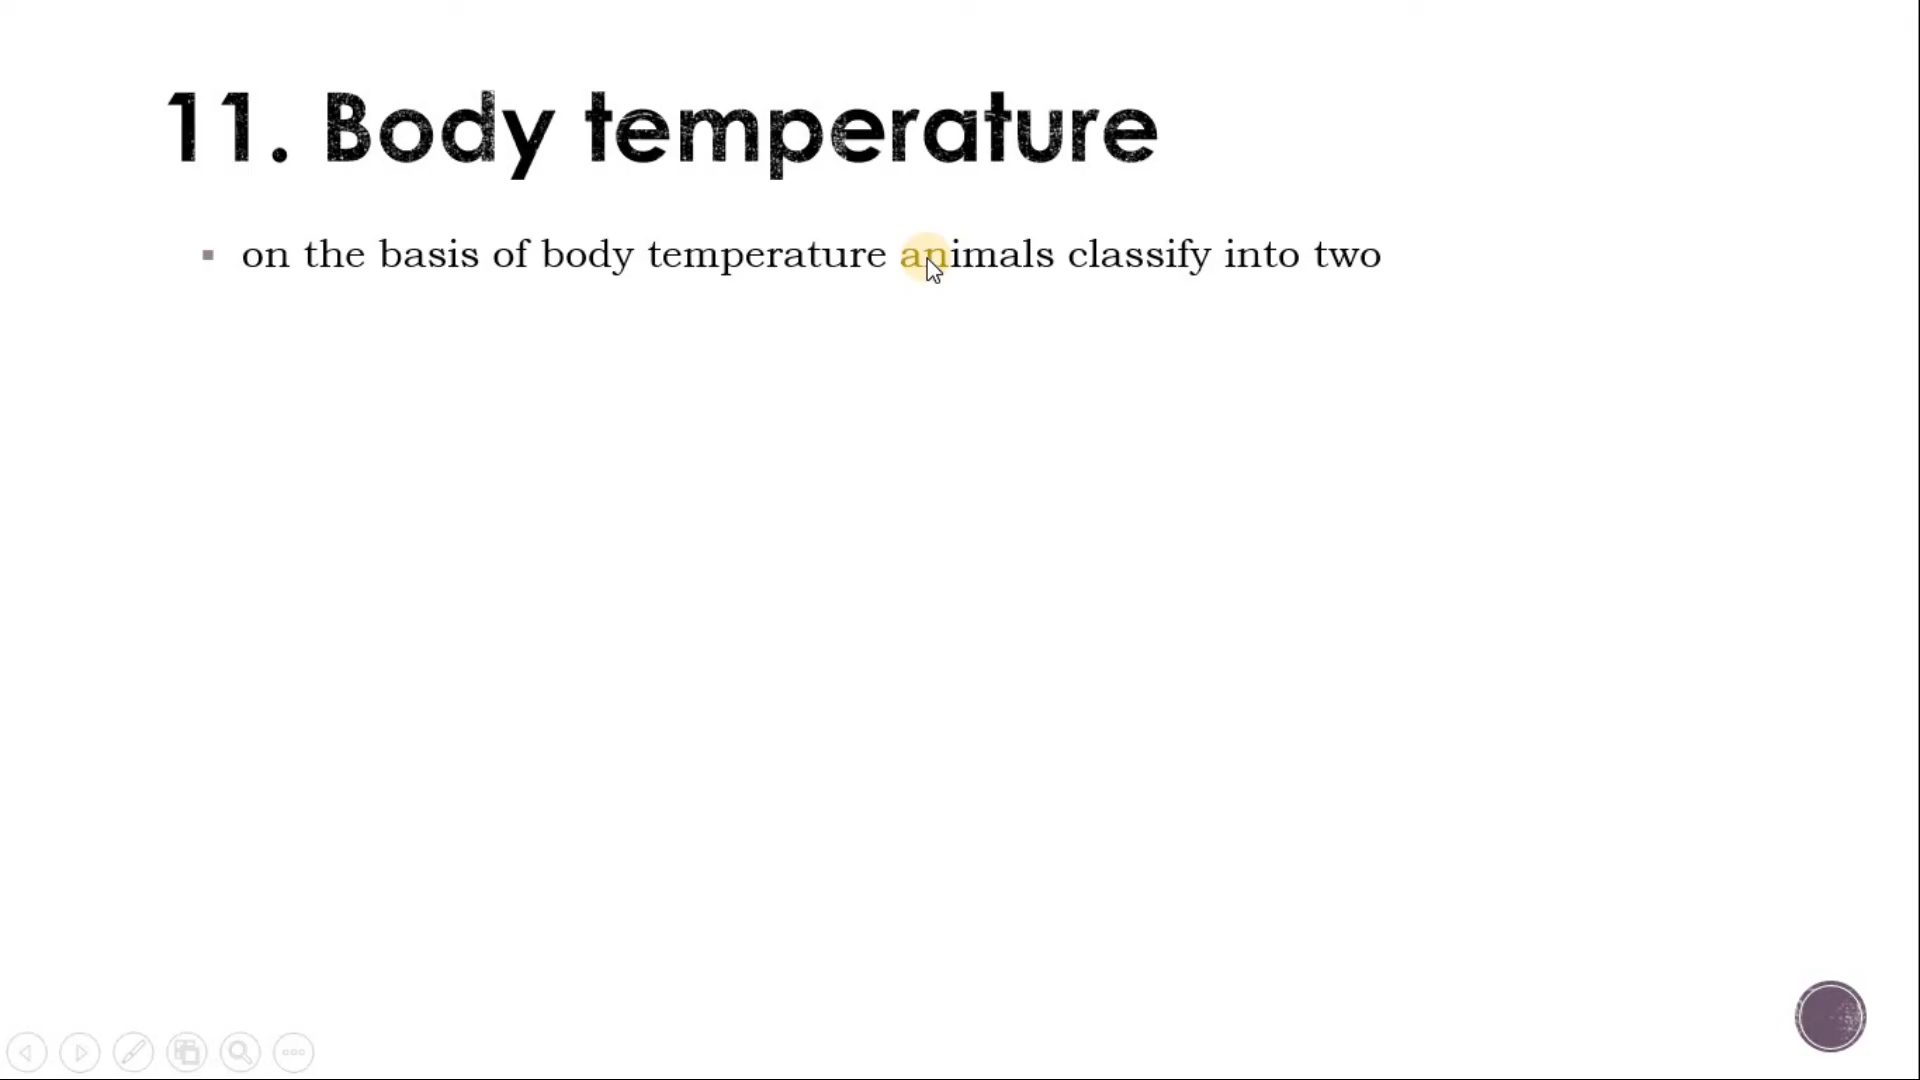 11. Body temperature
on the basis of body temperature animals classify into two